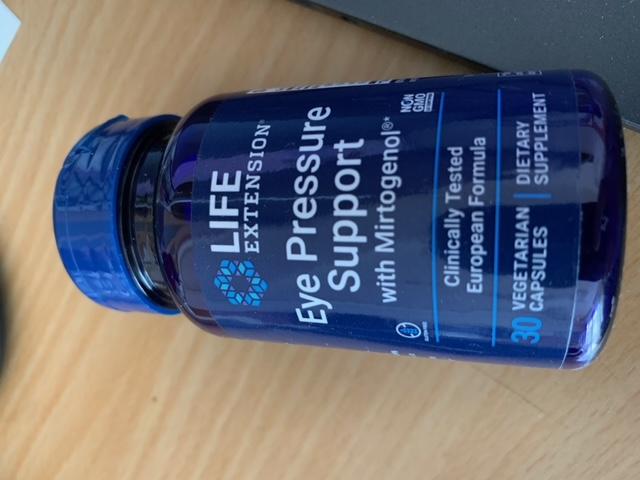 LIFE
EXTENSION®
Eye Pressure
Support
with Mirtogenol®*
NON
GMO
Clinically Tested
European Formula
30 VEGETARIAN
CAPSULES
DIETARY
SUPPLEMENT